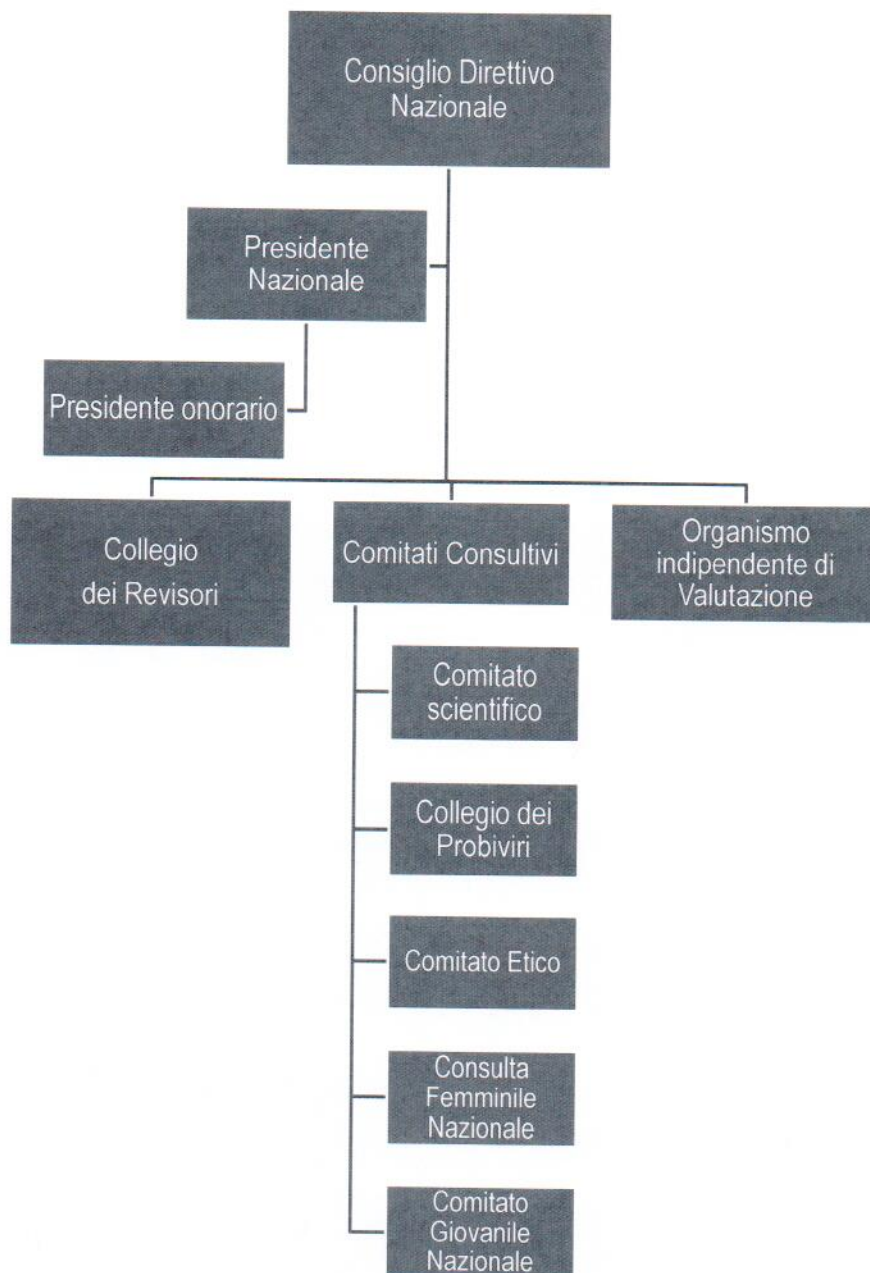 Consiglio Direttivo
Nazionale
Presidente
Nazionale
Presidente onorario
Collegio
dei Revisori
Comitati Consultivi
Organismo
indipendente di
Valutazione
Comitato
scientifico
Collegio dei
Probiviri
Comitato Etico
Consulta
Femminile
Nazionale
Comitato
Giovanile
Nazionale